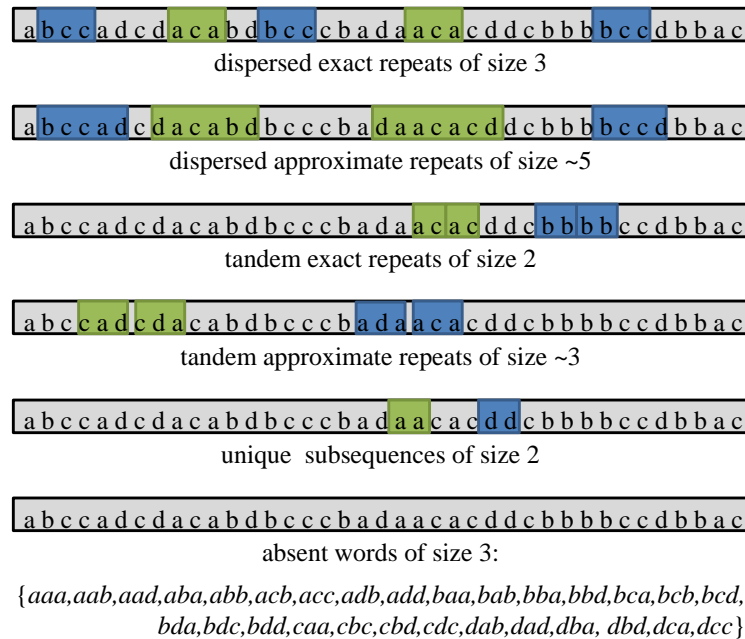 a b c c a d c d a c a b d b c c c b a d a a c a c d d c b b b b c c d b b a c
dispersed exact repeats of size 3
a b c c a d c d a c a b d b c c c b a d a a c a c d d c b b b b c c d b b a c
dispersed approximate repeats of size ~5
a b c c a d c d a c a b d b c c c b a d a a c a c d d c b b b b c c d b b a c
tandem exact repeats of size 2
a b c c a d c d a c a b d b c c c b a d a a c a c d d c b b b b c c d b b a c
tandem approximate repeats of size ~3
a b c c a d c d a c a b d b c c c b a d a a c a c d d c b b b b c c d b b a c
unique subsequences of size 2
a b c c a d c d a c a b d b c c c b a d a a c a c d d c b b b b c c d b b a c
absent words of size 3:
{aaa,aab,aad,aba,abb,acb,acc,adb,add,baa,bab,bba,bbd,bca,bcb,bcd,
bda,bdc,bdd,caa,cbc,cbd,cdc,dab,dad,dba, dbd,dca,dcc}